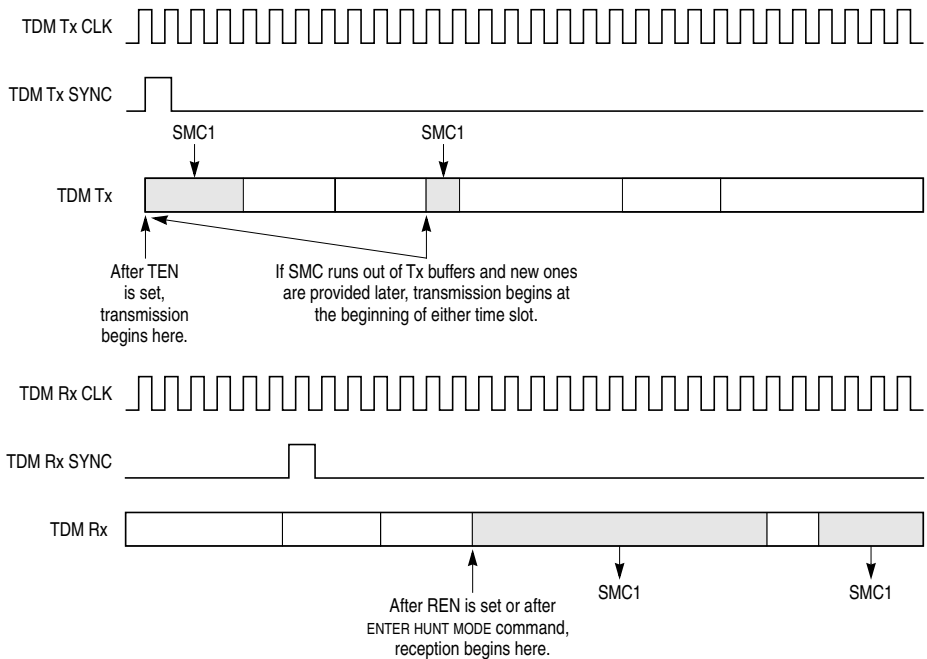 TDM Tx CLK
TDM Tx SYNC
SMC1
SMC1
TDM Tx
After TEN
is set,
transmission
begins here.
If SMC runs out of Tx buffers and new ones
are provided later, transmission begins at
the beginning of either time slot.
TDM Rx CLK
TDM Rx SYNC
TDM Rx
SMC1
SMC1
After REN is set or after
ENTER HUNT MODE command,
reception begins here.